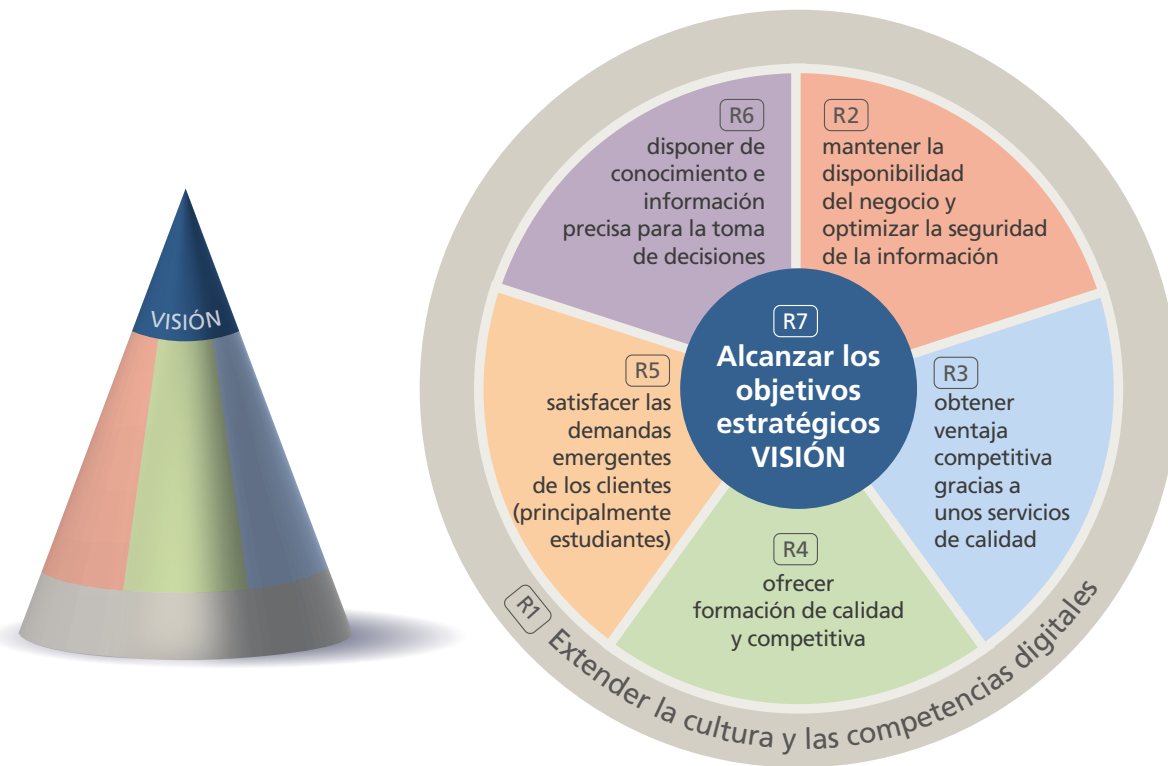 VISIÓN
R6
disponer de
conocimiento e
información
precisa para la toma
de decisiones
R2
mantener la
disponibilidad
del negocio y
optimizar la seguridad
de la información
R7
Alcanzar los
objetivos
estratégicos
VISIÓN
R5
satisfacer las
demandas
emergentes
de los clientes
(principalmente
estudiantes)
R3
obtener
ventaja
competitiva
gracias a
unos servicios
de calidad
R4
ofrecer
formación de calidad
y competitiva
R1 Extender la cultura y las competencias digitales